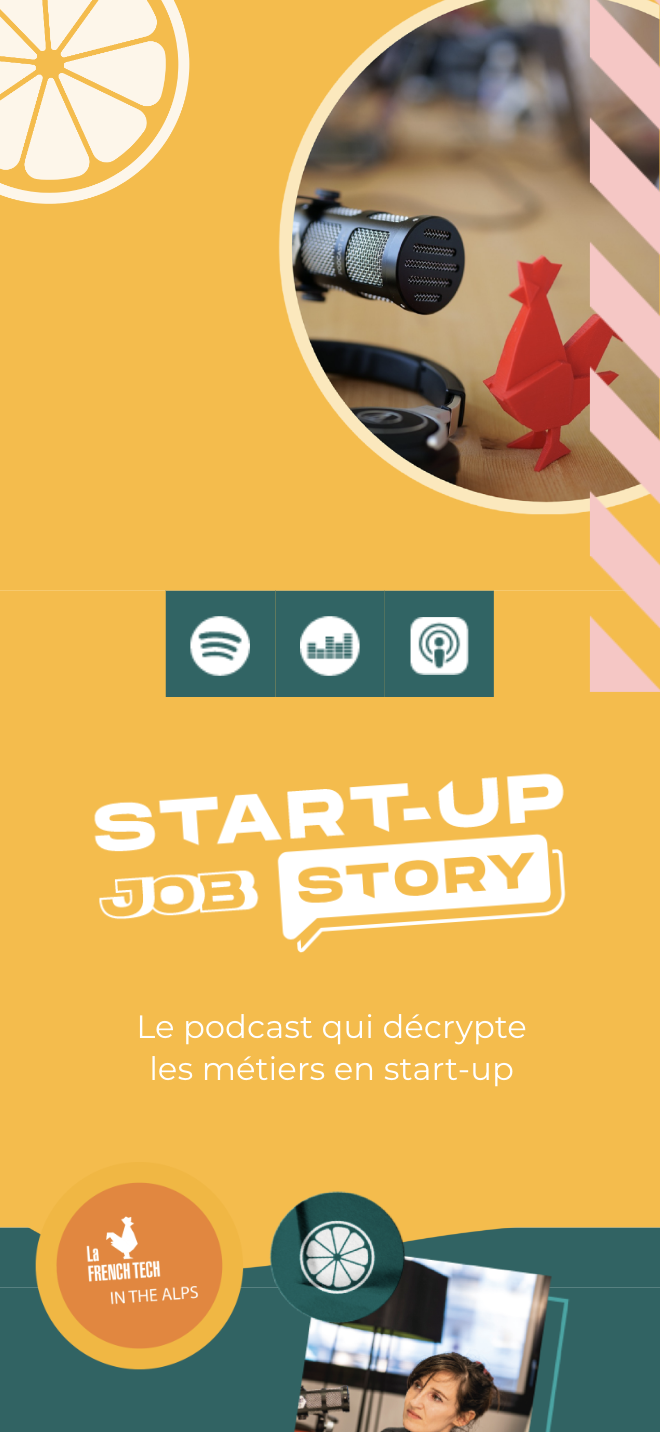 START-UP
JOB STORY
Le podcast qui décrypte
les métiers en start-up
La
FRENCH TECH
IN THE ALPS